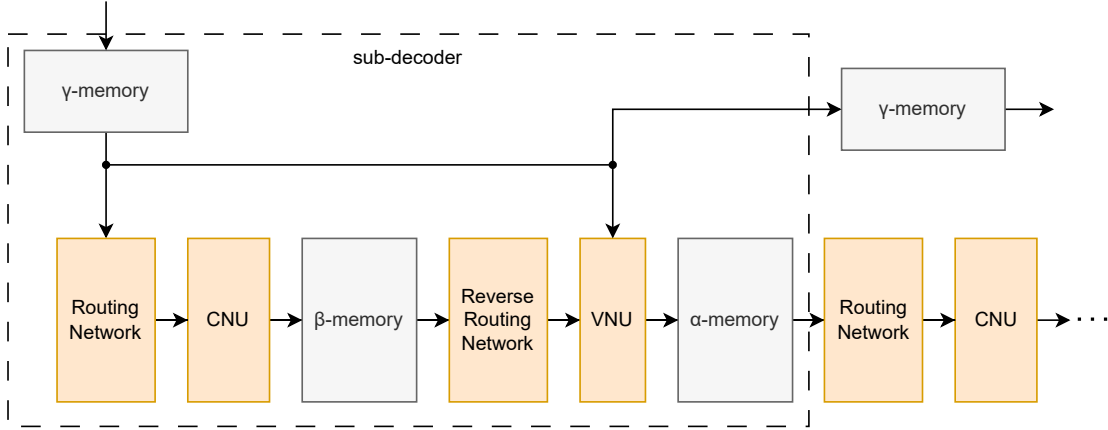 sub-decoder
γ-memory
γ-memory
Routing
Network
CNU
β-memory
Reverse
Routing
Network
VNU
α-memory
Routing
Network
CNU
...